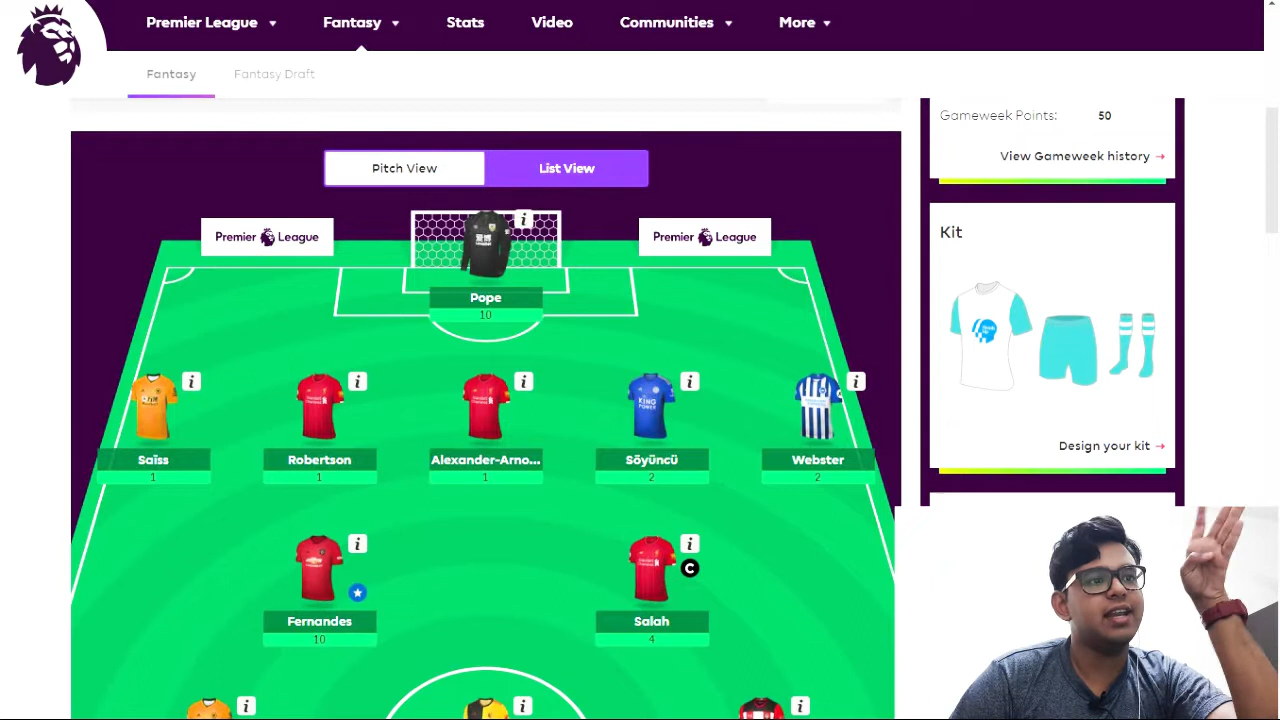 Premier League
Fantasy
Stats
Video
Communities
More
Fantasy
Fantasy Draft
Gameweek Points: 50
View Gameweek history →
Pitch View
List View
Premier League
Premier League
i
Pope
10
Kit
Design your kit →
i
i
i
i
i
Saïss
1
Robertson
1
Alexander-Arno...
1
Söyüncü
2
Webster
2
KING POWER
i
i
C
Fernandes
10
Salah
4
i
i
i